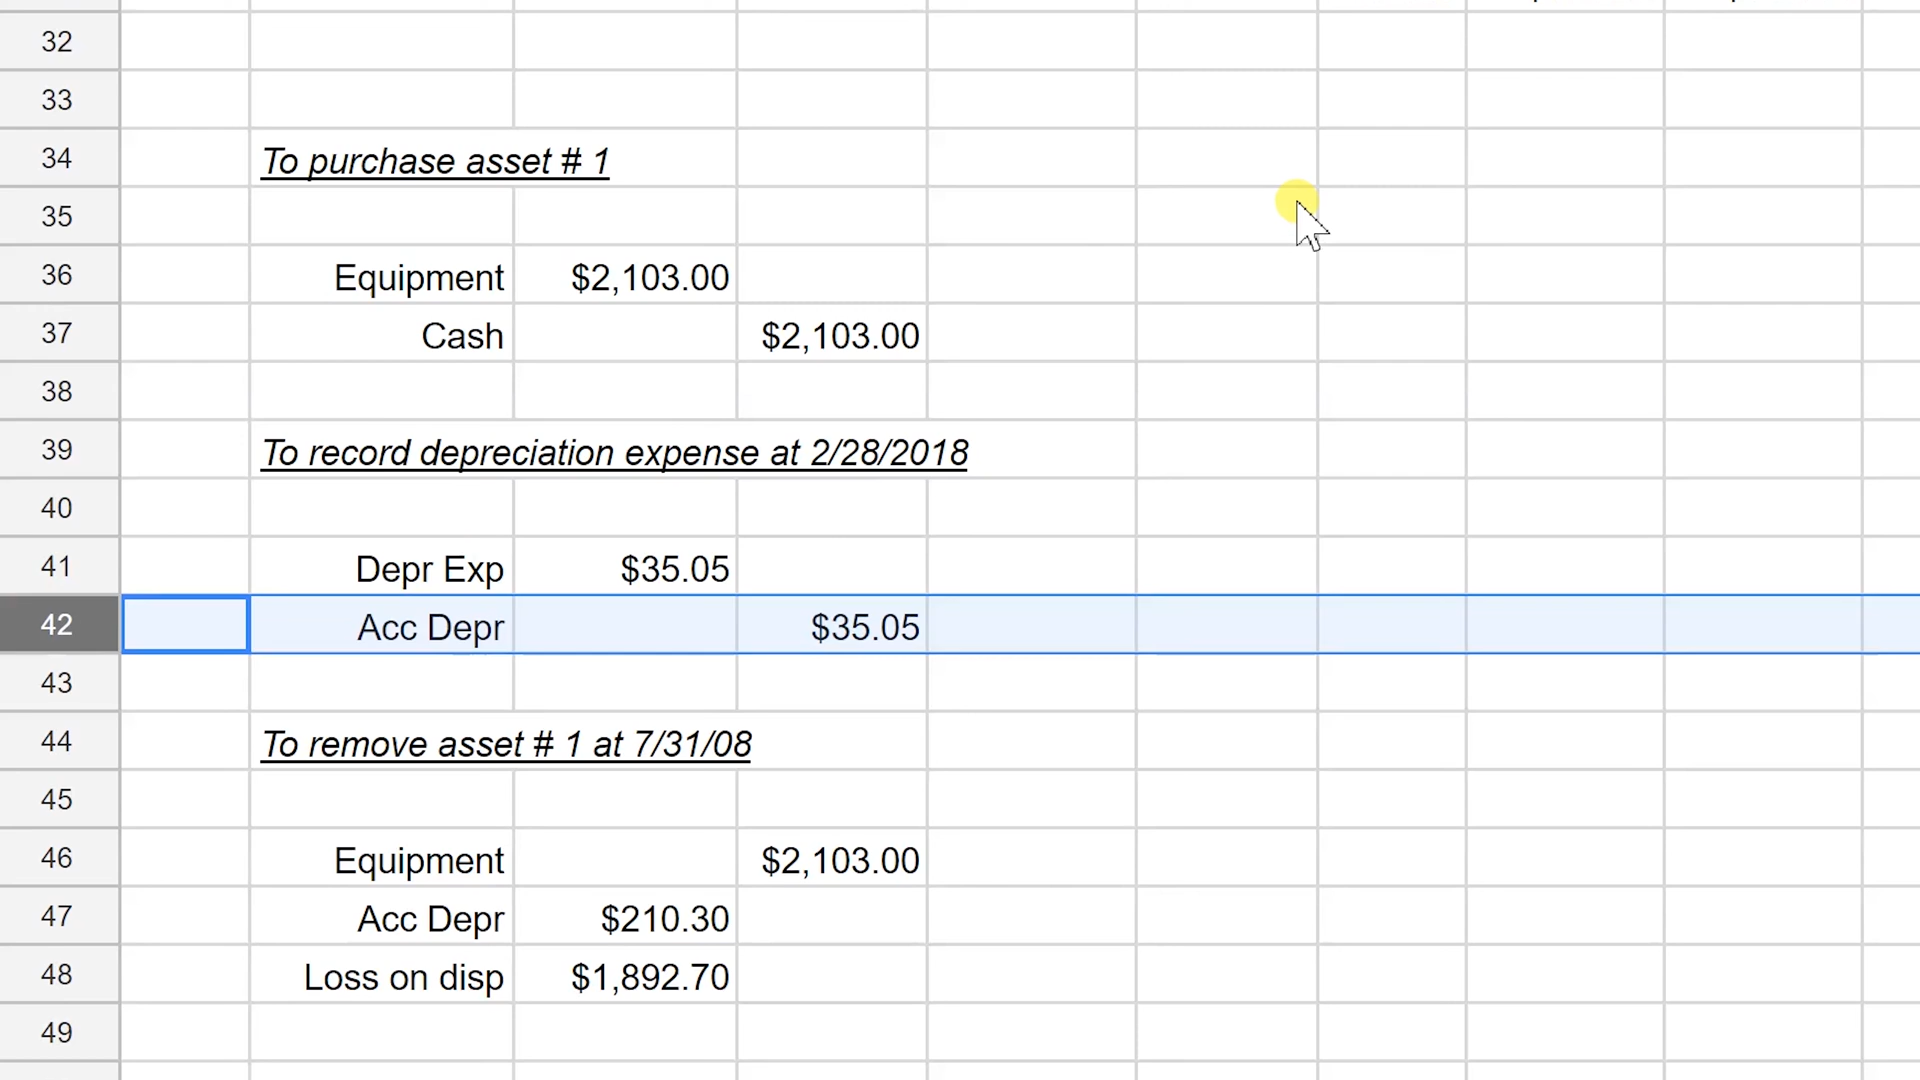 32
33
34 To purchase asset # 1
35
36 Equipment $2,103.00
37 Cash $2,103.00
38
39 To record depreciation expense at 2/28/2018
40
41 Depr Exp $35.05
42 Acc Depr $35.05
43
44 To remove asset # 1 at 7/31/08
45
46 Equipment $2,103.00
47 Acc Depr $210.30
48 Loss on disp $1,892.70
49